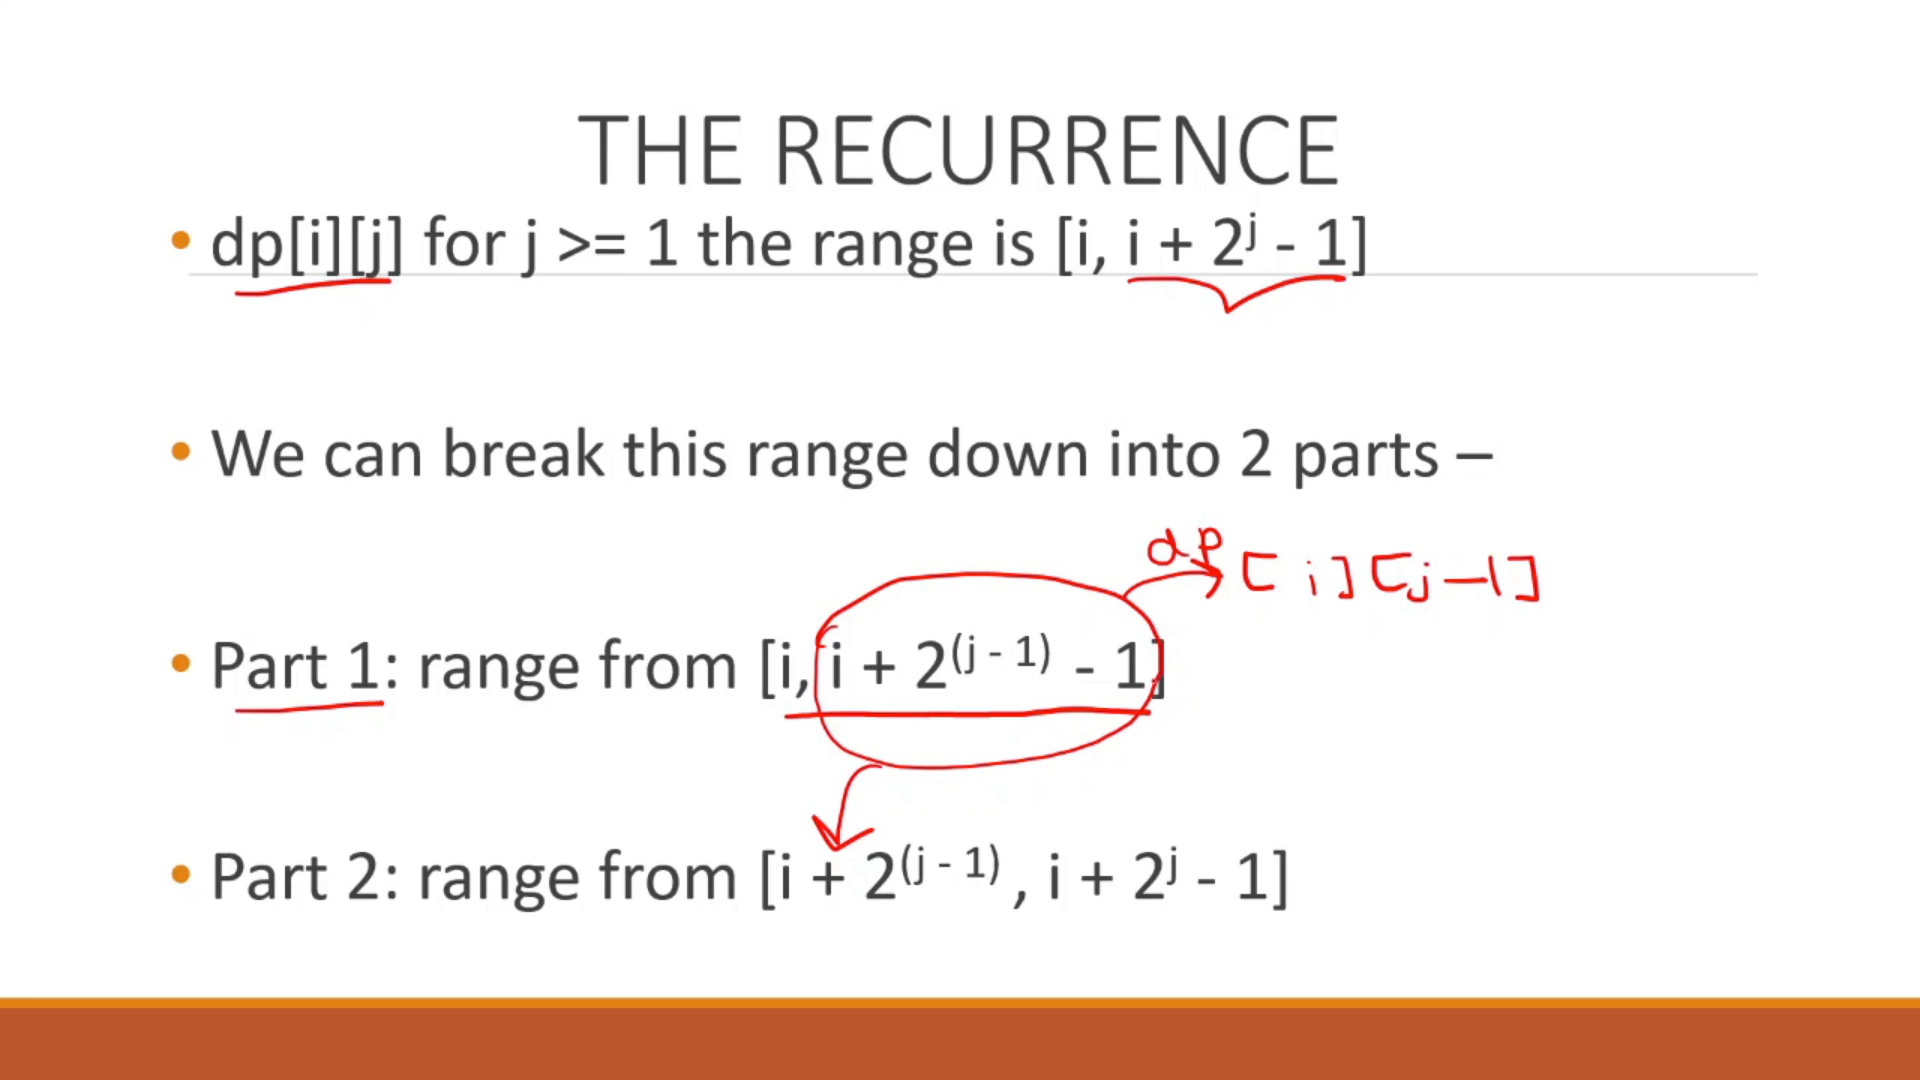 THE RECURRENCE
• dp[i][j] for j >= 1 the range is [i, i + 2^j - 1]
• We can break this range down into 2 parts –
dp[i][j-1]
• Part 1: range from [i, i + 2^(j - 1) - 1]
• Part 2: range from [i + 2^(j - 1) , i + 2^j - 1]